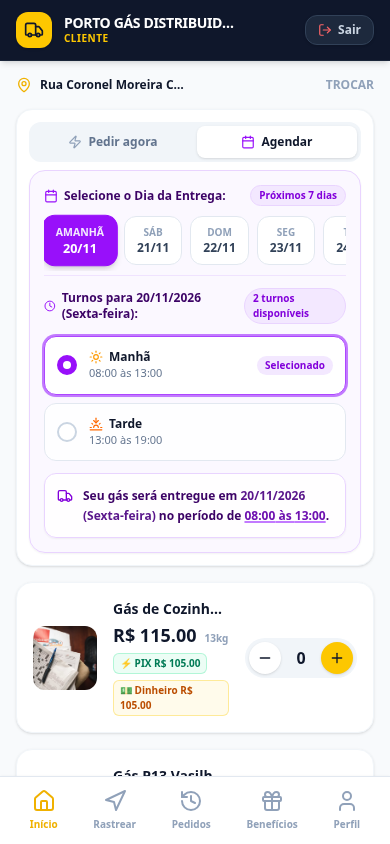 PORTO GÁS DISTRIBUID...
CLIENTE
Sair
Rua Coronel Moreira C...
TROCAR
Pedir agora
Agendar
Selecione o Dia da Entrega:
Próximos 7 dias
AMANHÃ
20/11
SÁB
21/11
DOM
22/11
SEG
23/11
Turnos para 20/11/2026
(Sexta-feira):
2 turnos
disponíveis
Manhã
08:00 às 13:00
Selecionado
Tarde
13:00 às 19:00
Seu gás será entregue em 20/11/2026
(Sexta-feira) no período de 08:00 às 13:00.
Gás de Cozinh...
R$ 115.00 13kg
⚡ PIX R$ 105.00
💵 Dinheiro R$
105.00
0
Gás P13 Vasilh
Início
Rastrear
Pedidos
Benefícios
Perfil